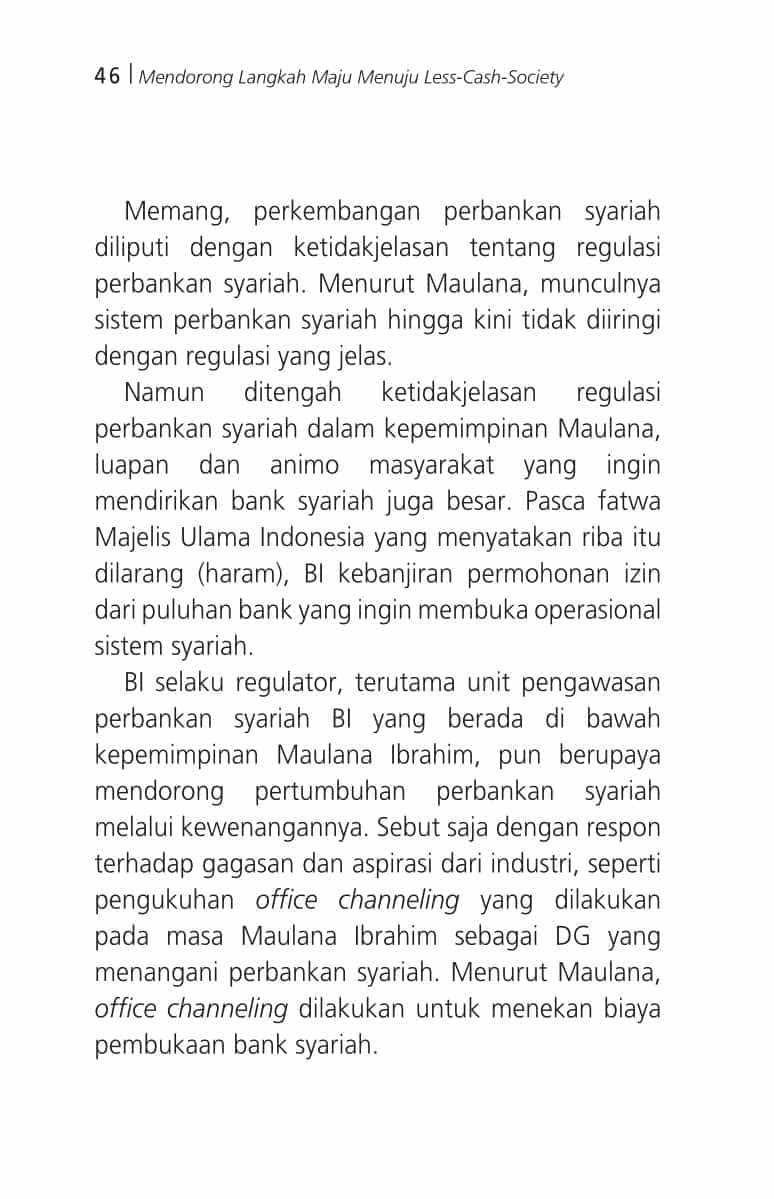 46 | Mendorong Langkah Maju Menuju Less-Cash-Society
Memang, perkembangan perbankan syariah
diliputi dengan ketidakjelasan tentang regulasi
perbankan syariah. Menurut Maulana, munculnya
sistem perbankan syariah hingga kini tidak diiringi
dengan regulasi yang jelas.
Namun ditengah ketidakjelasan regulasi
perbankan syariah dalam kepemimpinan Maulana,
luapan dan animo masyarakat yang ingin
mendirikan bank syariah juga besar. Pasca fatwa
Majelis Ulama Indonesia yang menyatakan riba itu
dilarang (haram), BI kebanjiran permohonan izin
dari puluhan bank yang ingin membuka operasional
sistem syariah.
BI selaku regulator, terutama unit pengawasan
perbankan syariah BI yang berada di bawah
kepemimpinan Maulana Ibrahim, pun berupaya
mendorong pertumbuhan perbankan syariah
melalui kewenangannya. Sebut saja dengan respon
terhadap gagasan dan aspirasi dari industri, seperti
pengukuhan office channeling yang dilakukan
pada masa Maulana Ibrahim sebagai DG yang
menangani perbankan syariah. Menurut Maulana,
office channeling dilakukan untuk menekan biaya
pembukaan bank syariah.